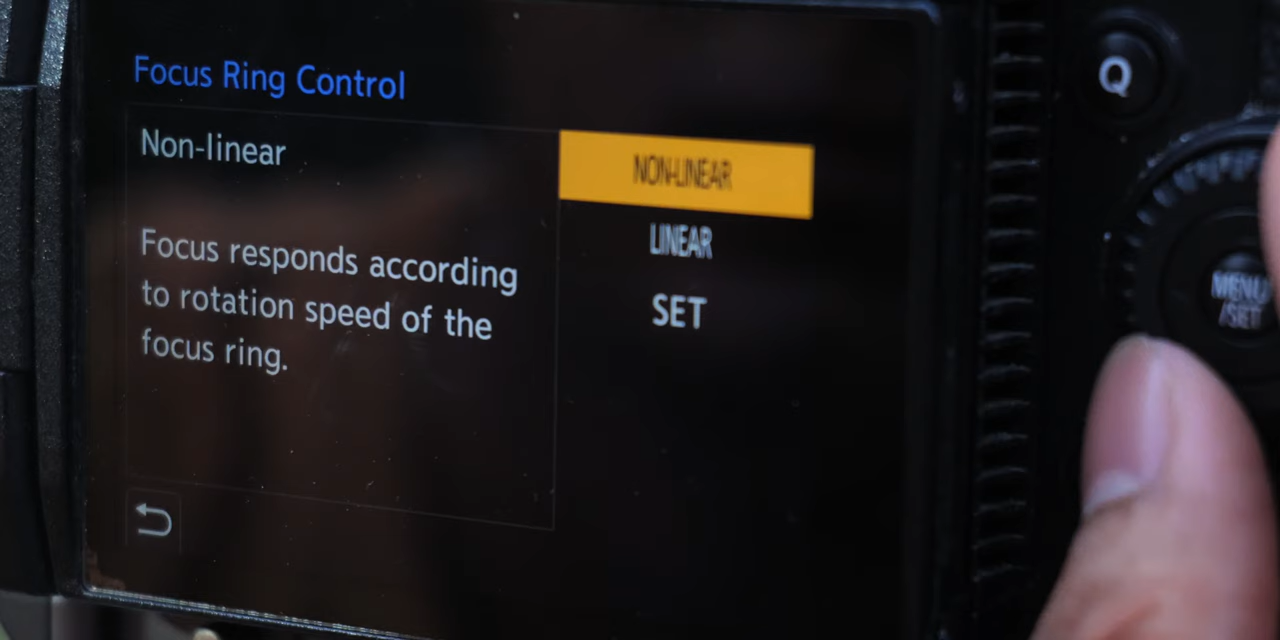 Focus Ring Control
Non-linear
Focus responds according
to rotation speed of the
focus ring.
NON-LINEAR
LINEAR
SET
Q
MENU
/SET